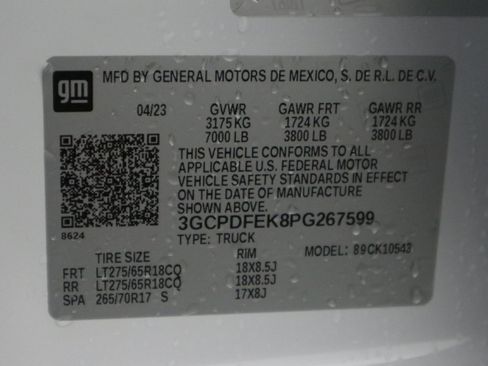 gm
MFD BY GENERAL MOTORS DE MEXICO, S. DE R.L. DE C.V.
04/23 GVWR GAWR FRT GAWR RR
3175 KG 1724 KG 1724 KG
7000 LB 3800 LB 3800 LB
THIS VEHICLE CONFORMS TO ALL
APPLICABLE U.S. FEDERAL MOTOR
VEHICLE SAFETY STANDARDS IN
EFFECT ON THE DATE OF MANUFACTURE
SHOWN ABOVE.
3GCPDFEK8PG267599
8624
TYPE: TRUCK MODEL: 89CK10543
TIRE SIZE RIM
FRT LT275/65R18CQ 18X8.5J
RR LT275/65R18CQ 18X8.5J
SPA 265/70R17 S 17X8J